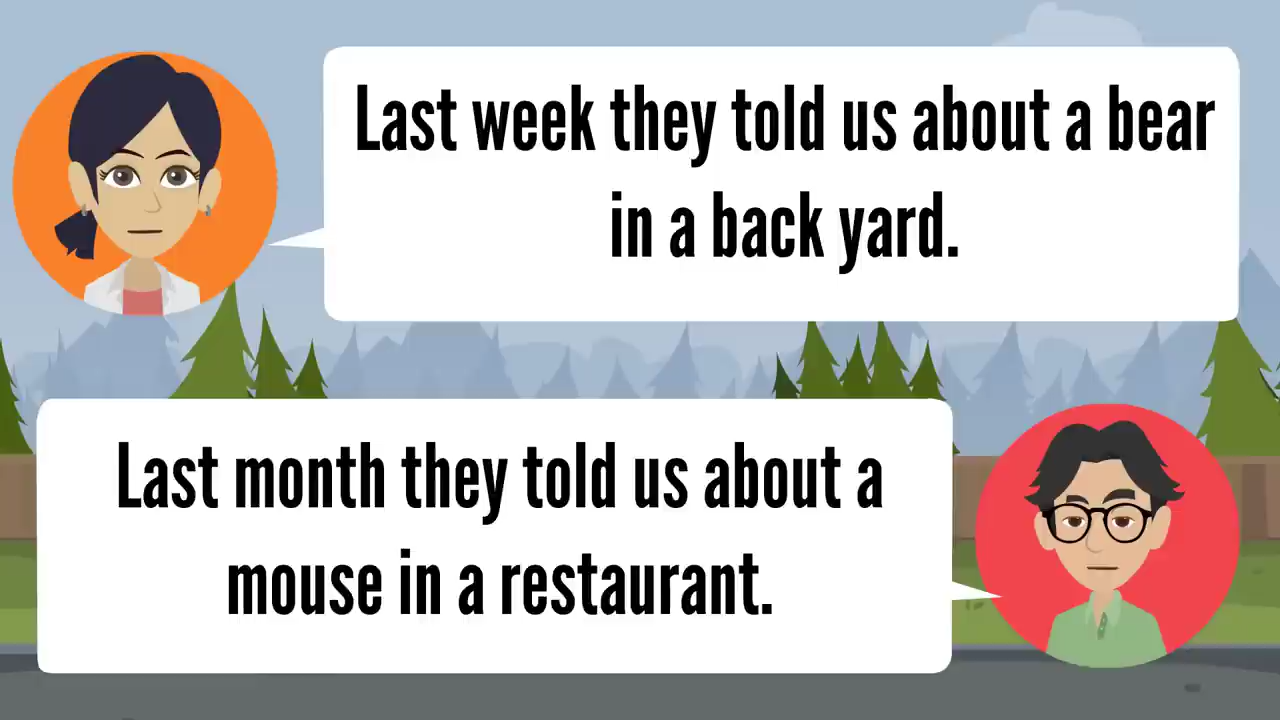 Last week they told us about a bear
in a back yard.
Last month they told us about a
mouse in a restaurant.